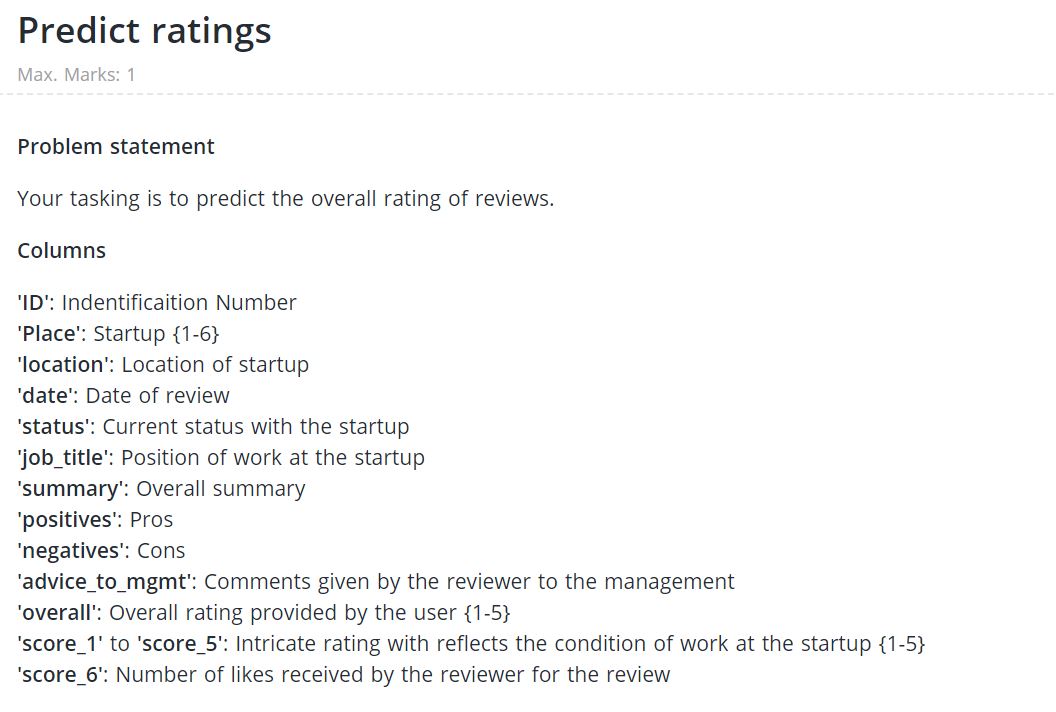 Predict ratings
Max. Marks: 1
Problem statement
Your tasking is to predict the overall rating of reviews.
Columns
'ID': Indentificaition Number
'Place': Startup {1-6}
'location': Location of startup
'date': Date of review
'status': Current status with the startup
'job_title': Position of work at the startup
'summary': Overall summary
'positives': Pros
'negatives': Cons
'advice_to_mgmt': Comments given by the reviewer to the management
'overall': Overall rating provided by the user {1-5}
'score_1' to 'score_5': Intricate rating with reflects the condition of work at the startup {1-5}
'score_6': Number of likes received by the reviewer for the review